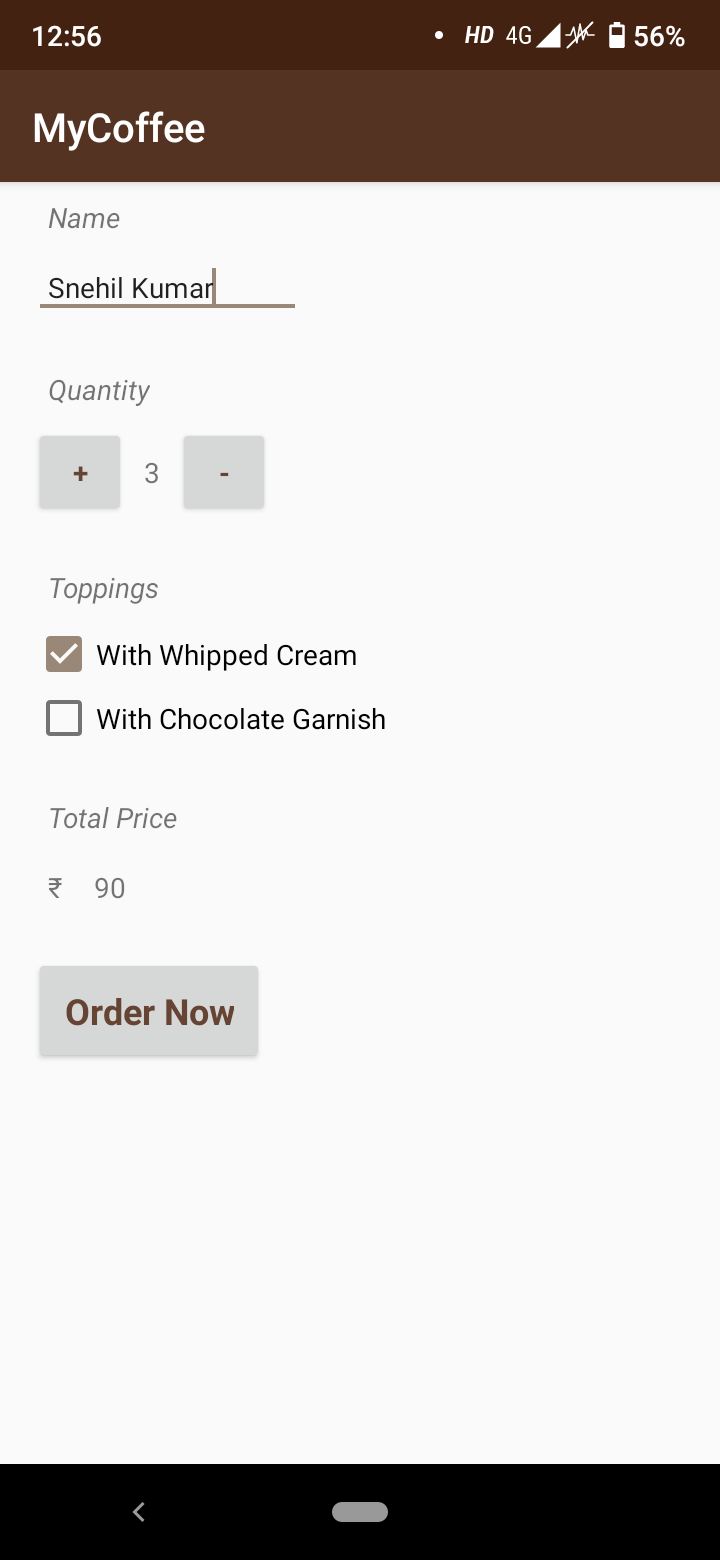 12:56 HD 4G 56%
MyCoffee
Name
Snehil Kumar
Quantity
+ 3 -
Toppings
With Whipped Cream
With Chocolate Garnish
Total Price
₹ 90
Order Now